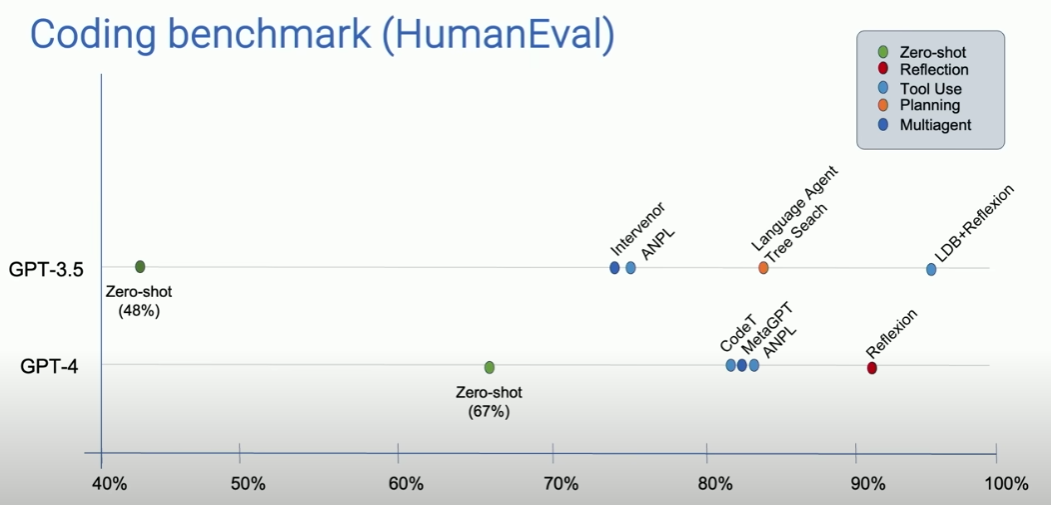 Coding benchmark (HumanEval)
Zero-shot
Reflection
Tool Use
Planning
Multiagent
GPT-3.5
Zero-shot
(48%)
Intervenor
ANPL
Language Agent
Tree Seach
LDB+Reflexion
GPT-4
Zero-shot
(67%)
CodeT
MetaGPT
ANPL
Reflexion
40%
50%
60%
70%
80%
90%
100%